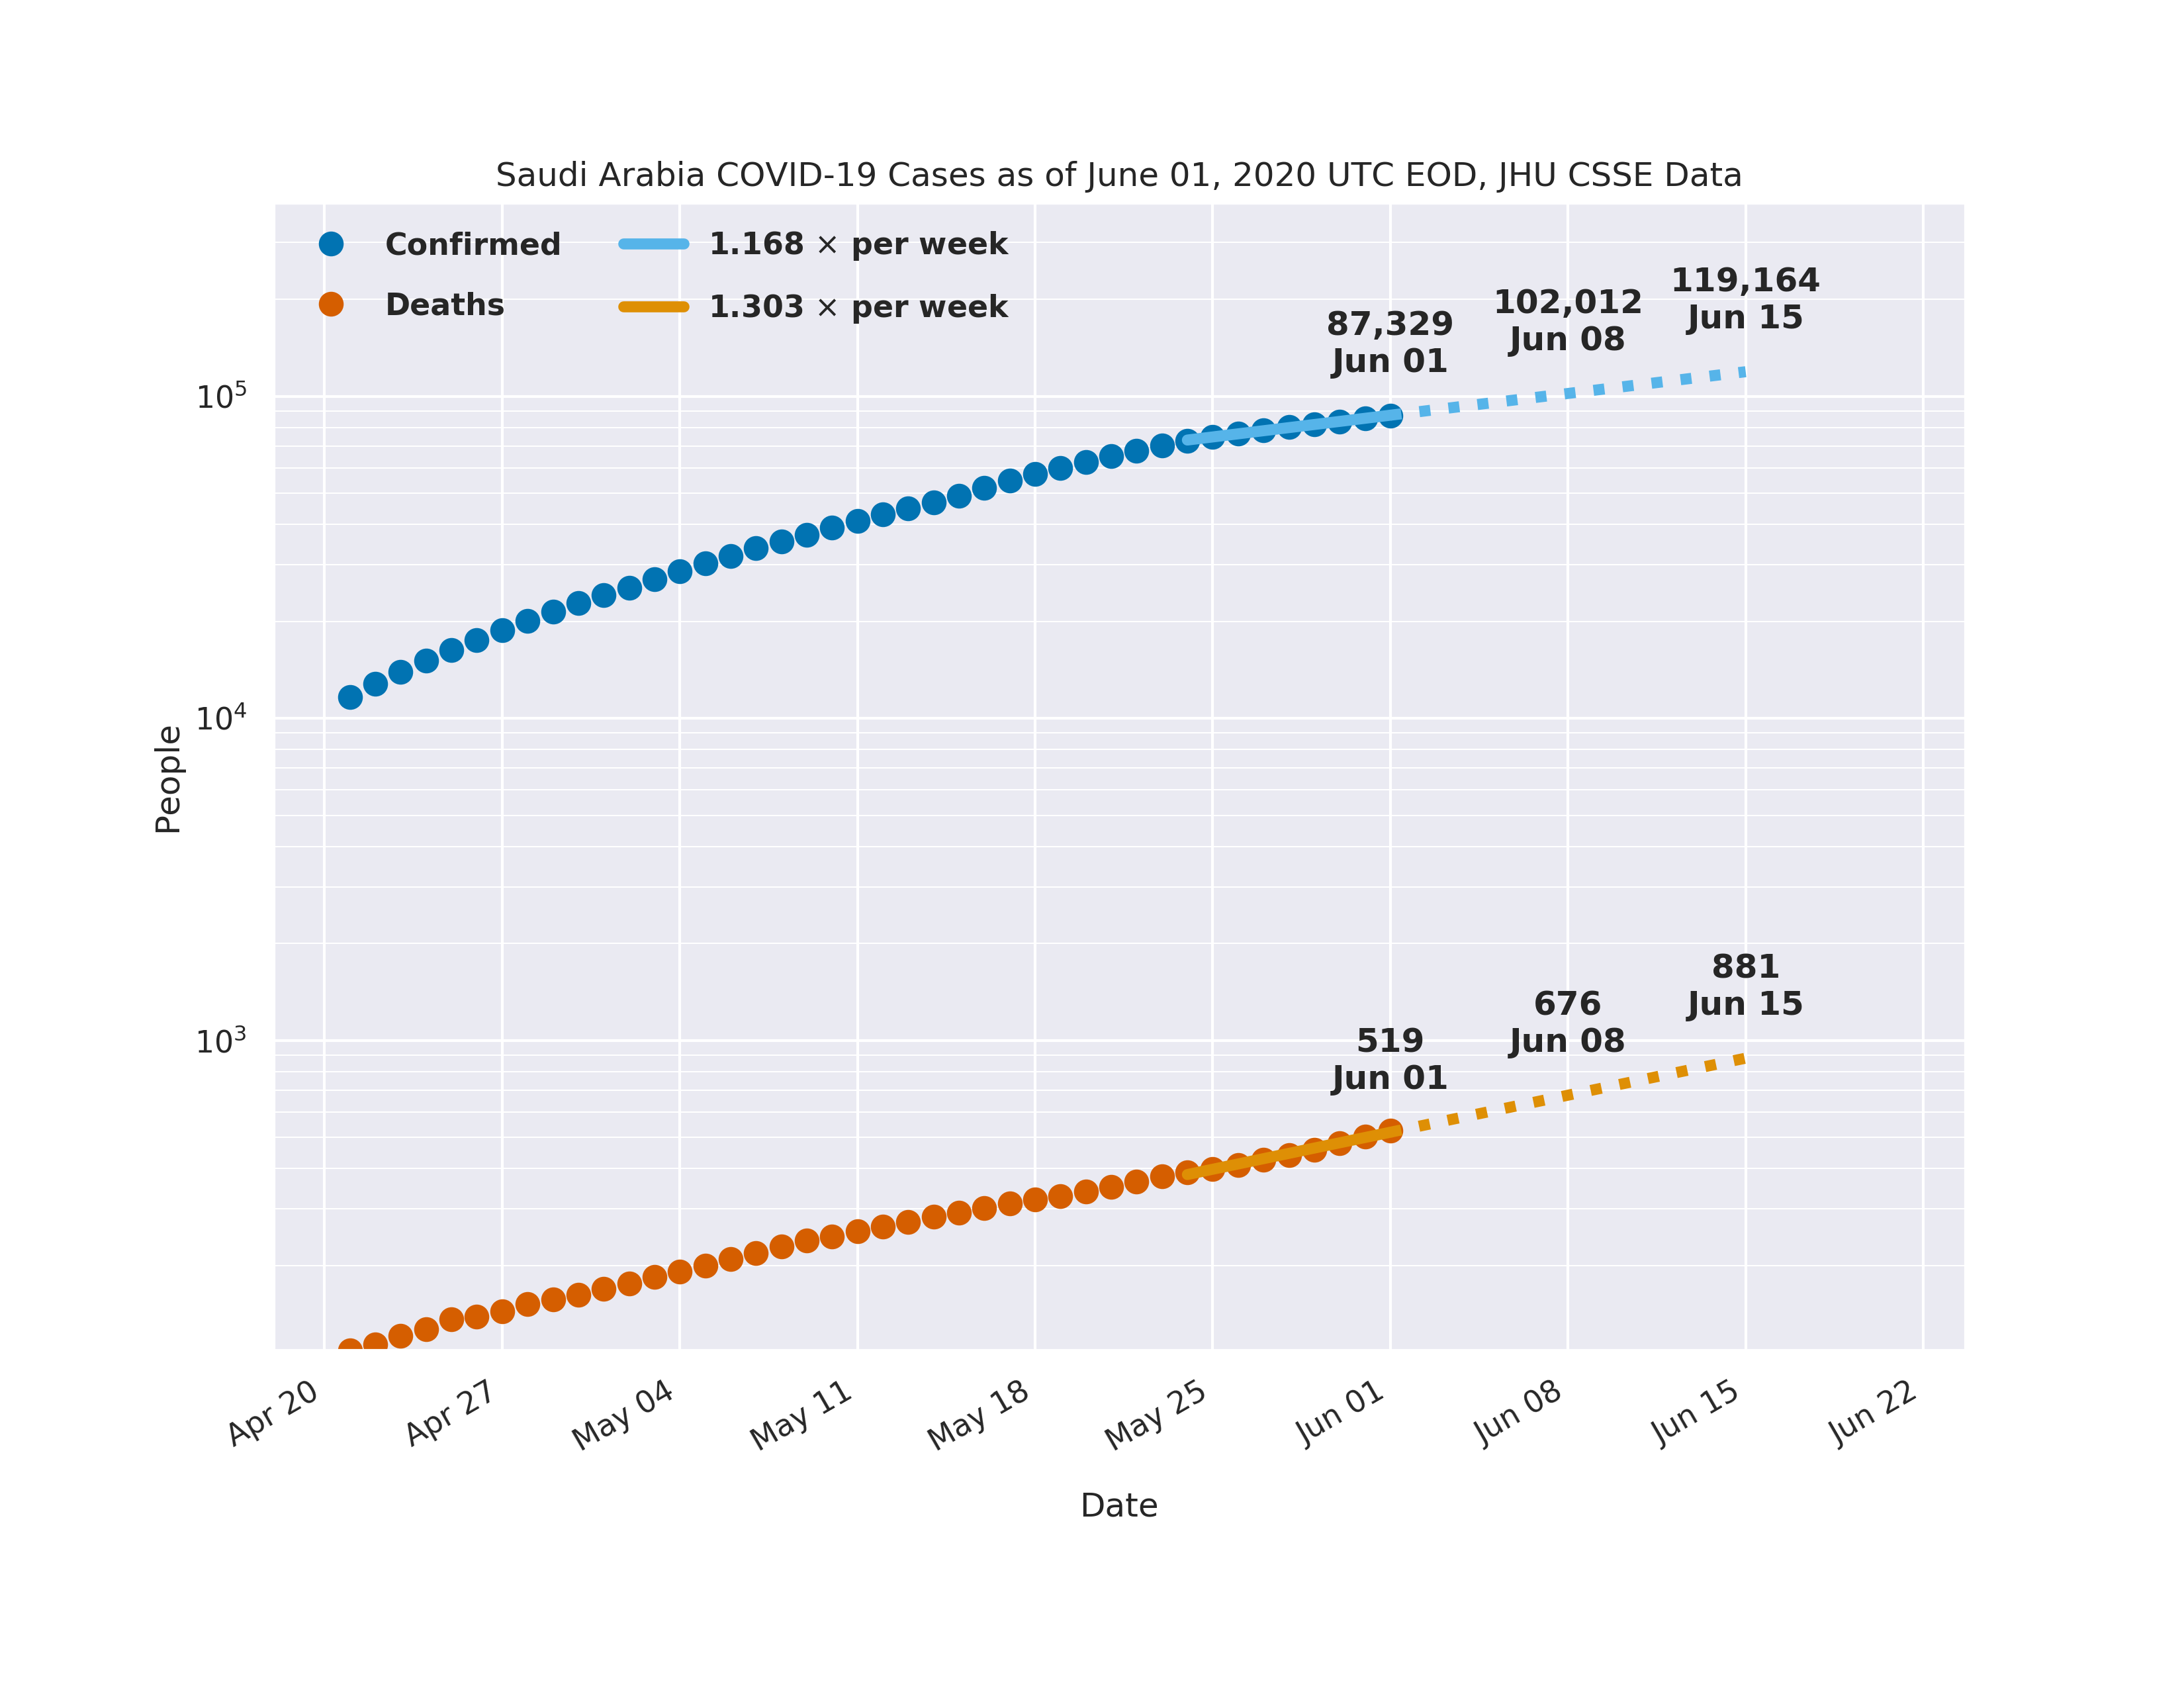 Saudi Arabia COVID-19 Cases as of June 01, 2020 UTC EOD, JHU CSSE Data
Confirmed
Deaths
1.168 × per week
1.303 × per week
87,329
Jun 01
102,012
Jun 08
119,164
Jun 15
519
Jun 01
676
Jun 08
881
Jun 15
People
10⁵
10⁴
10³
Apr 20
Apr 27
May 04
May 11
May 18
May 25
Jun 01
Jun 08
Jun 15
Jun 22
Date